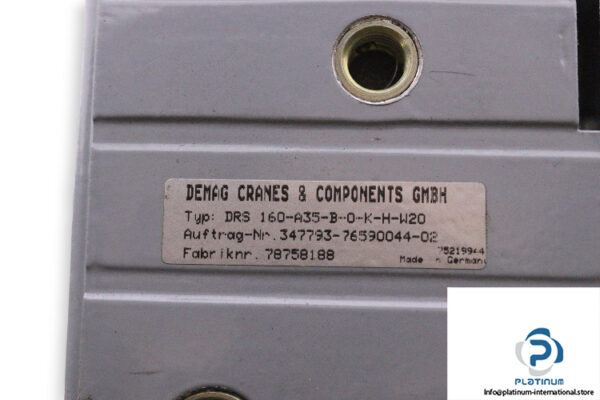 DEMAG CRANES & COMPONENTS GMBH
Typ: DRS 160-A35-B-0-K-H-W20
Auftrag-Nr. 347793-76590044-02
75219944
Fabriknr. 78758188
Made in Germany
PLATINUM
INTERNATIONAL
Info@platinum-international.store